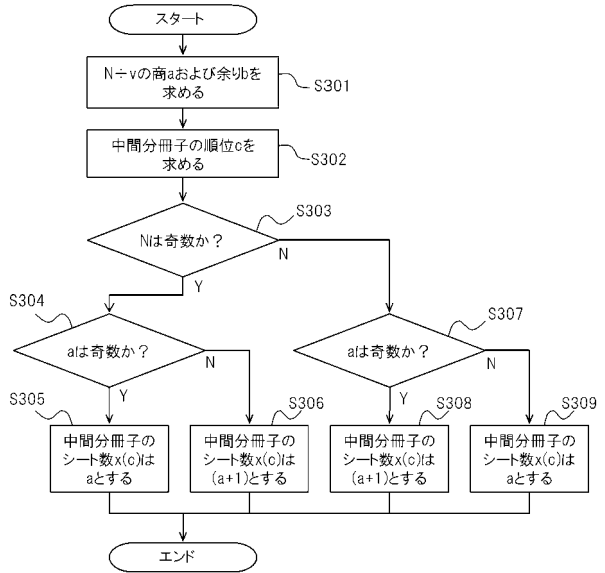 スタート
N÷vの商aおよび余りbを
求める
S301
中間分冊子の順位cを
求める
S302
S303
Nは奇数か？
N
Y
S304
aは奇数か？
N
Y
S307
aは奇数か？
N
Y
S305
中間分冊子の
シート数x(c)は
aとする
S306
中間分冊子の
シート数x(c)は
(a+1)とする
S308
中間分冊子の
シート数x(c)は
(a+1)とする
S309
中間分冊子の
シート数x(c)は
aとする
エンド